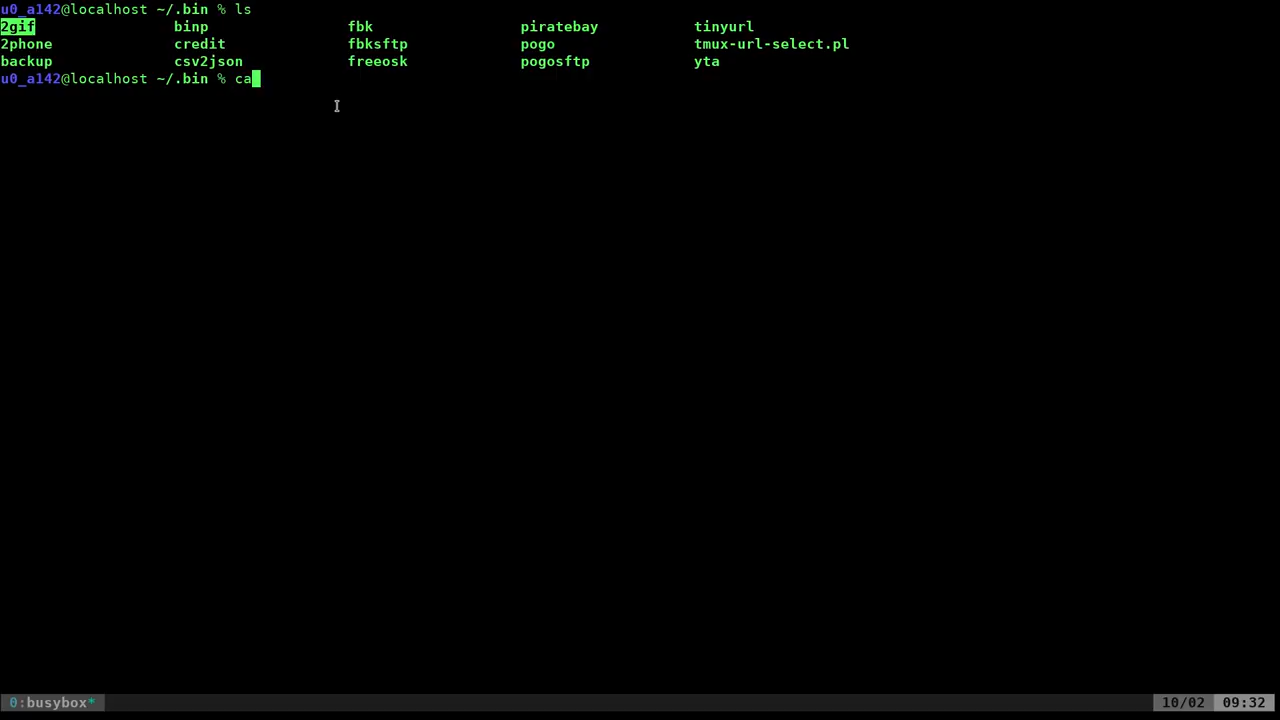 u0_a142@localhost ~/.bin % ls
2gif binp fbk piratebay tinyurl
2phone credit fbksftp pogo tmux-url-select.pl
backup csv2json freeosk pogosftp yta
u0_a142@localhost ~/.bin % ca
0:busybox* 10/02 09:32